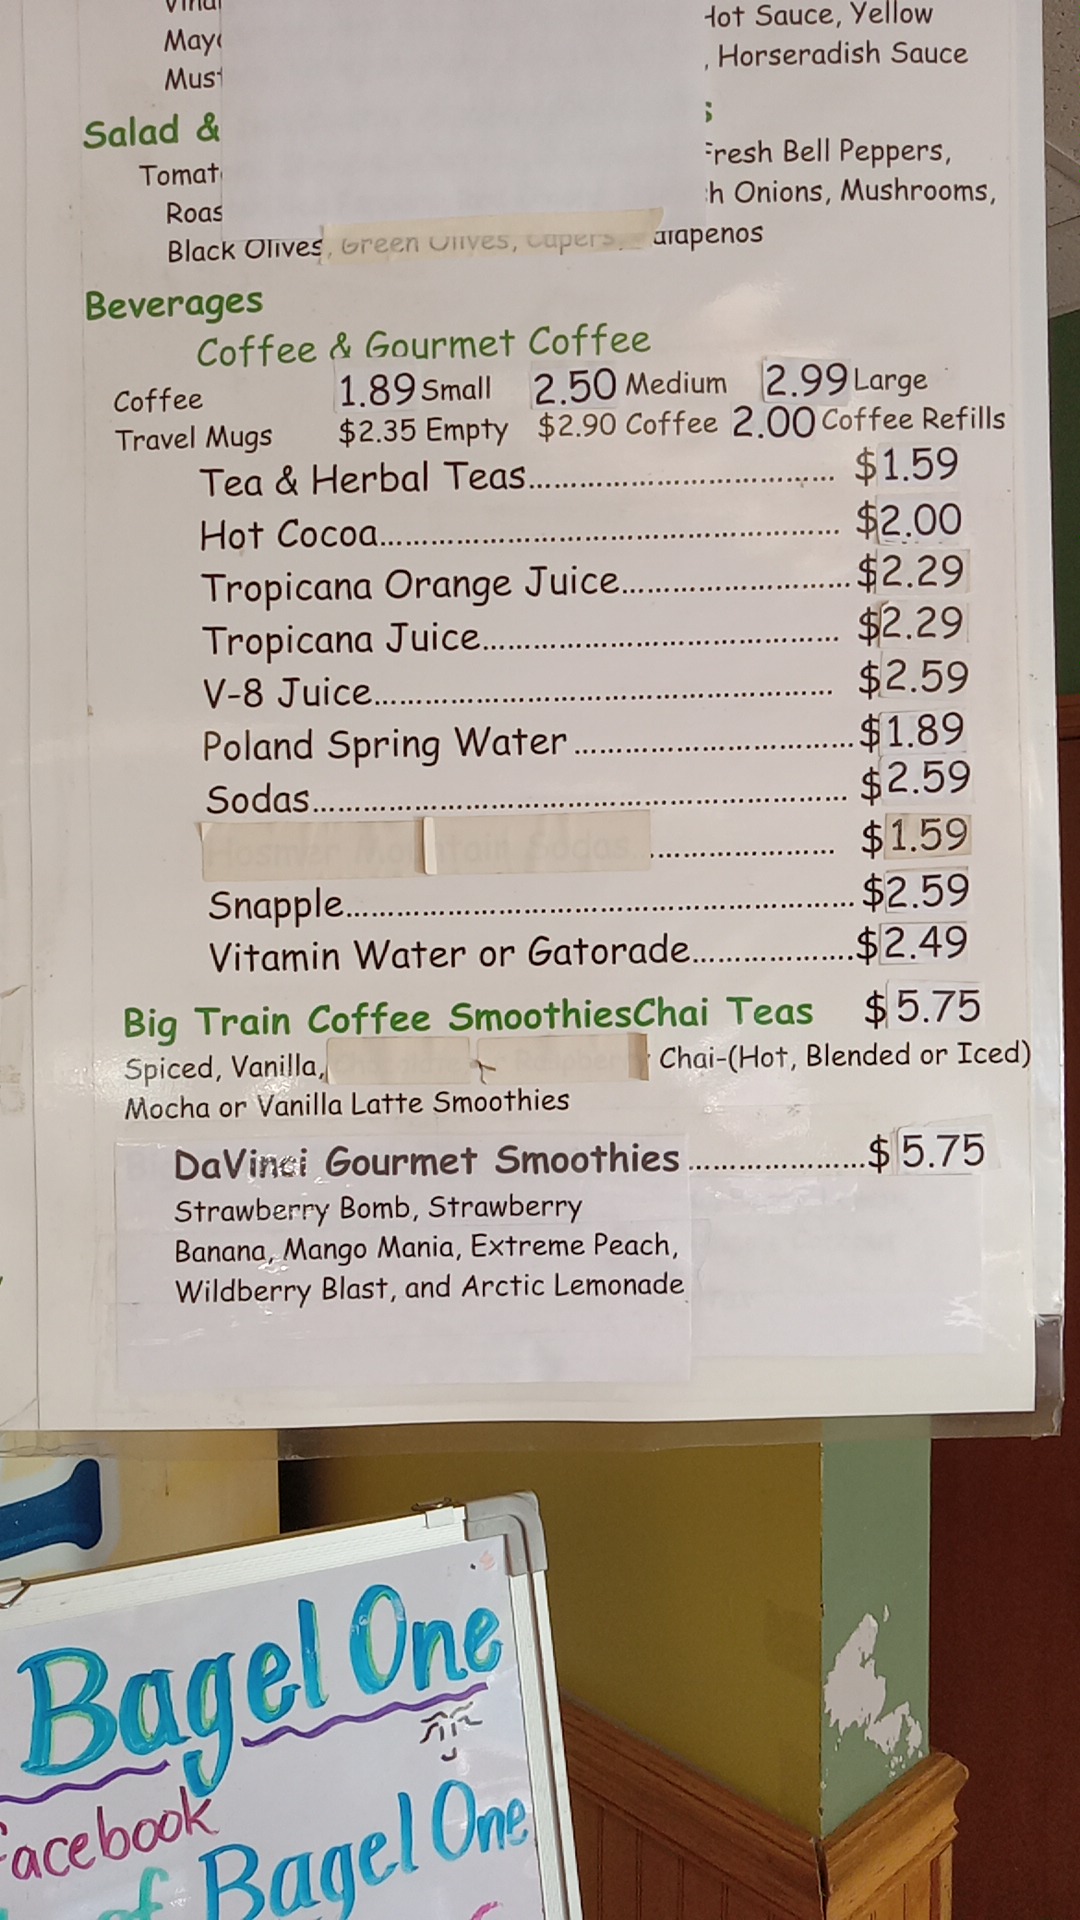 Hot Sauce, Yellow
, Horseradish Sauce
Salad &
Fresh Bell Peppers,
Onions, Mushrooms,
Black Olives, Green Olives, Capers, Jalapenos
Beverages
Coffee & Gourmet Coffee
Coffee 1.89 Small 2.50 Medium 2.99 Large
Travel Mugs $2.35 Empty $2.90 Coffee 2.00 Coffee Refills
Tea & Herbal Teas.................................... $1.59
Hot Cocoa..................................................... $2.00
Tropicana Orange Juice..........................$2.29
Tropicana Juice......................................... $2.29
V-8 Juice..................................................... $2.59
Poland Spring Water ................................$1.89
Sodas............................................................. $2.59
Hosmer Mountain Sodas ..................... $1.59
Snapple...........................................................$2.59
Vitamin Water or Gatorade...................$2.49
Big Train Coffee SmoothiesChai Teas $5.75
Spiced, Vanilla, Chai-(Hot, Blended or Iced)
Mocha or Vanilla Latte Smoothies
DaVinci Gourmet Smoothies ....................$5.75
Strawberry Bomb, Strawberry
Banana, Mango Mania, Extreme Peach,
Wildberry Blast, and Arctic Lemonade
Bagel One
Facebook
of Bagel One